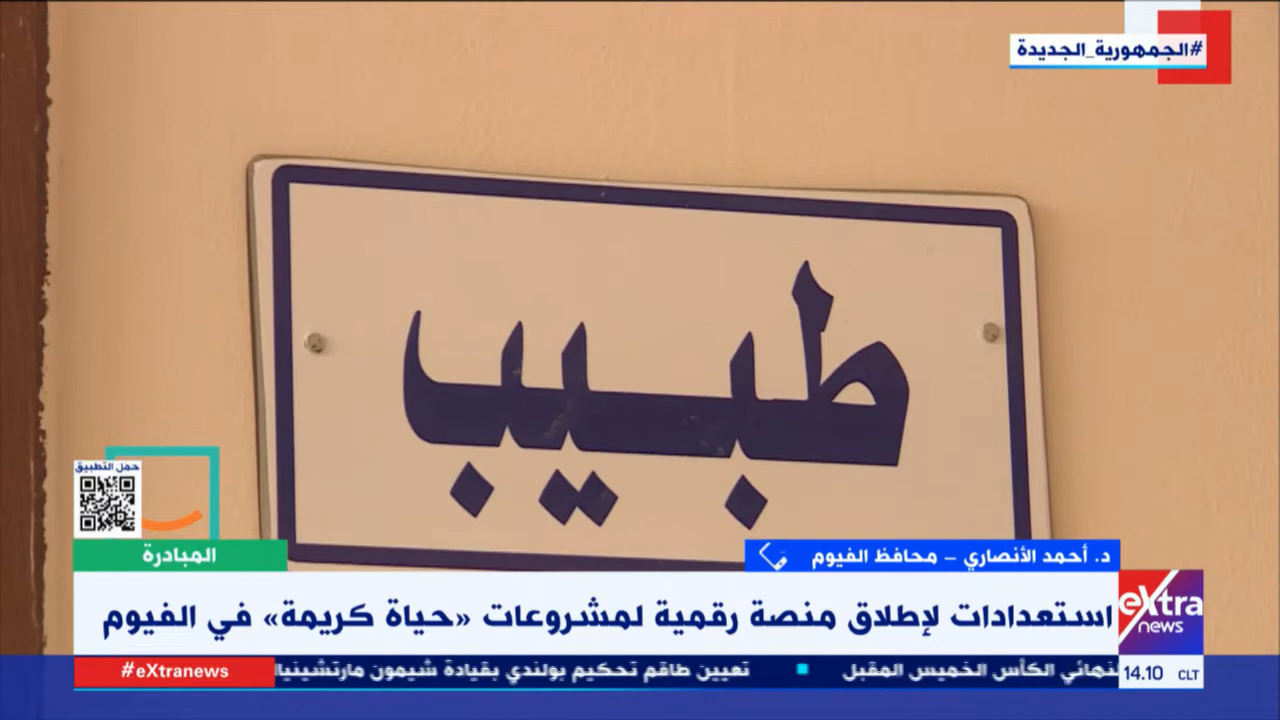 #الجمهورية_الجديدة
طبيب
حمل التطبيق
المبادرة
د. أحمد الأنصاري – محافظ الفيوم
استعدادات لإطلاق منصة رقمية لمشروعات «حياة كريمة» في الفيوم
eXtra
news
#eXtranews
تعيين طاقم تحكيم بولندي بقيادة شيمون مارتشينيا
لنهائي الكأس الخميس المقبل
14.10 CLT